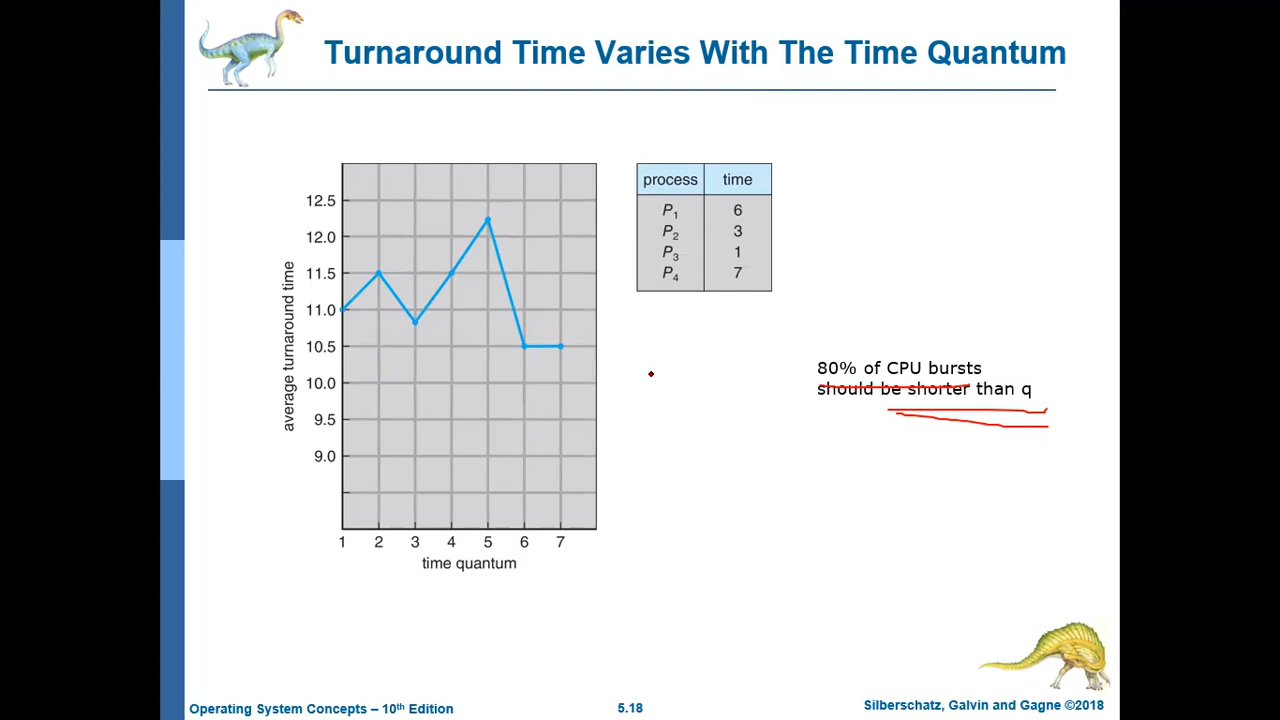 Turnaround Time Varies With The Time Quantum
12.5
12.0
11.5
11.0
10.5
10.0
9.5
9.0
average turnaround time
1 2 3 4 5 6 7
time quantum
process time
P1 6
P2 3
P3 1
P4 7
80% of CPU bursts
should be shorter than q
Operating System Concepts – 10th Edition
5.18
Silberschatz, Galvin and Gagne ©2018